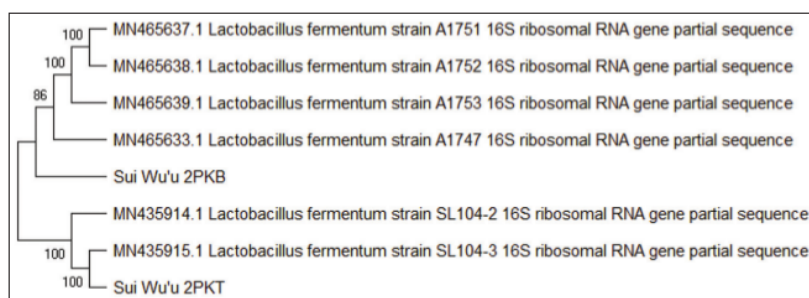 100
MN465637.1 Lactobacillus fermentum strain A1751 16S ribosomal RNA gene partial sequence
100
MN465638.1 Lactobacillus fermentum strain A1752 16S ribosomal RNA gene partial sequence
86
MN465639.1 Lactobacillus fermentum strain A1753 16S ribosomal RNA gene partial sequence
MN465633.1 Lactobacillus fermentum strain A1747 16S ribosomal RNA gene partial sequence
Sui Wu'u 2PKB
MN435914.1 Lactobacillus fermentum strain SL104-2 16S ribosomal RNA gene partial sequence
100
MN435915.1 Lactobacillus fermentum strain SL104-3 16S ribosomal RNA gene partial sequence
100
Sui Wu'u 2PKT